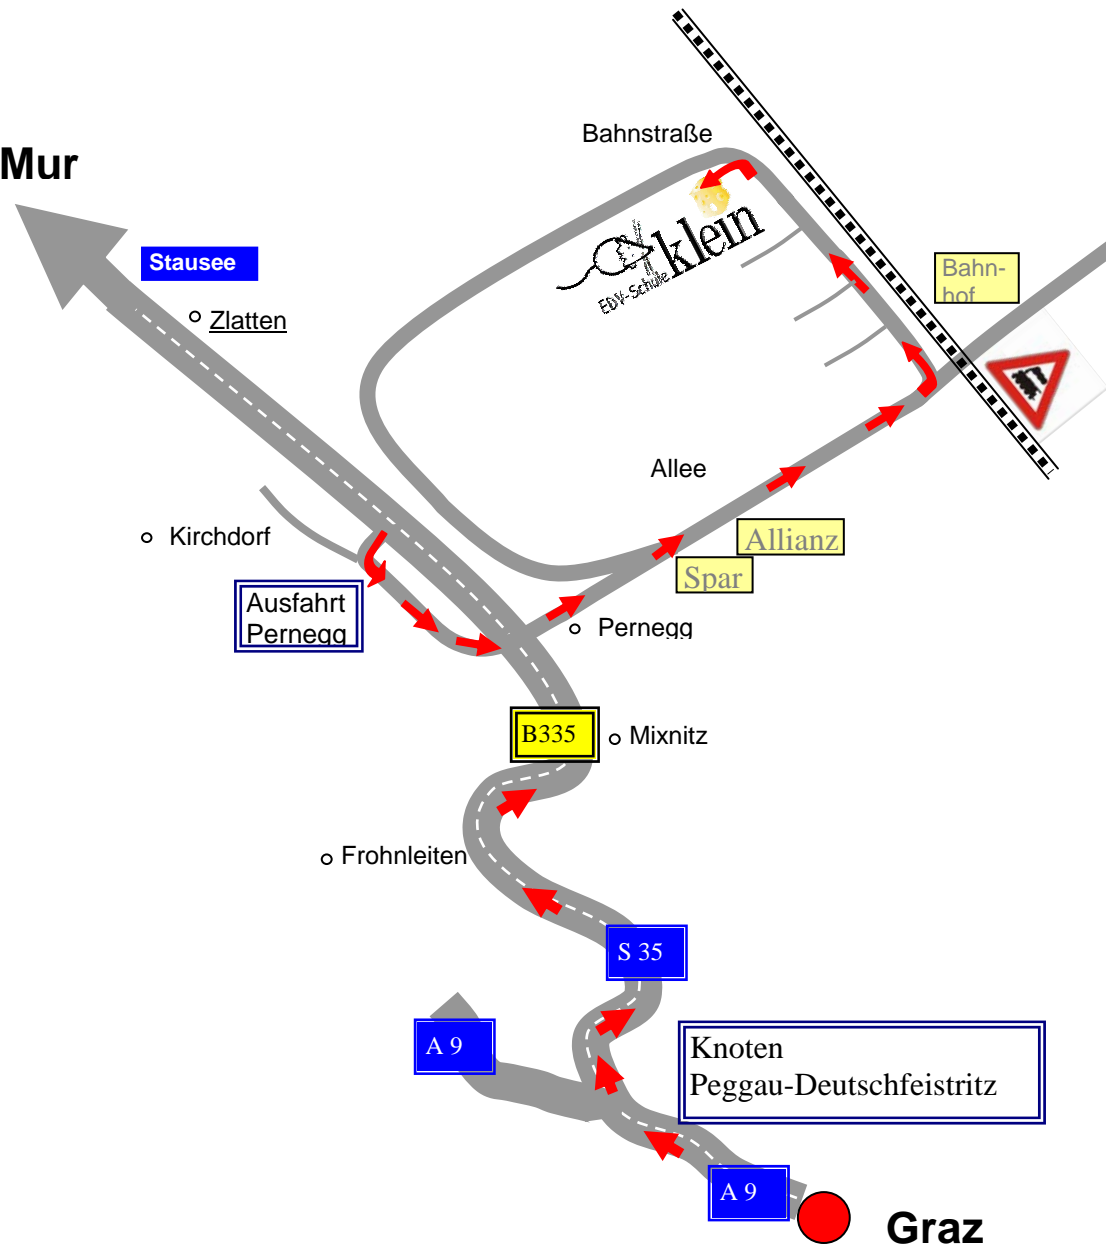 Bahnstraße
Mur
klein
EDV-Schule
Stausee
Bahn-
hof
Zlatten
Allee
Kirchdorf
Allianz
Spar
Ausfahrt
Pernegg
Pernegg
B335
Mixnitz
Frohnleiten
S 35
A 9
Knoten
Peggau-Deutschfeistritz
A 9
Graz